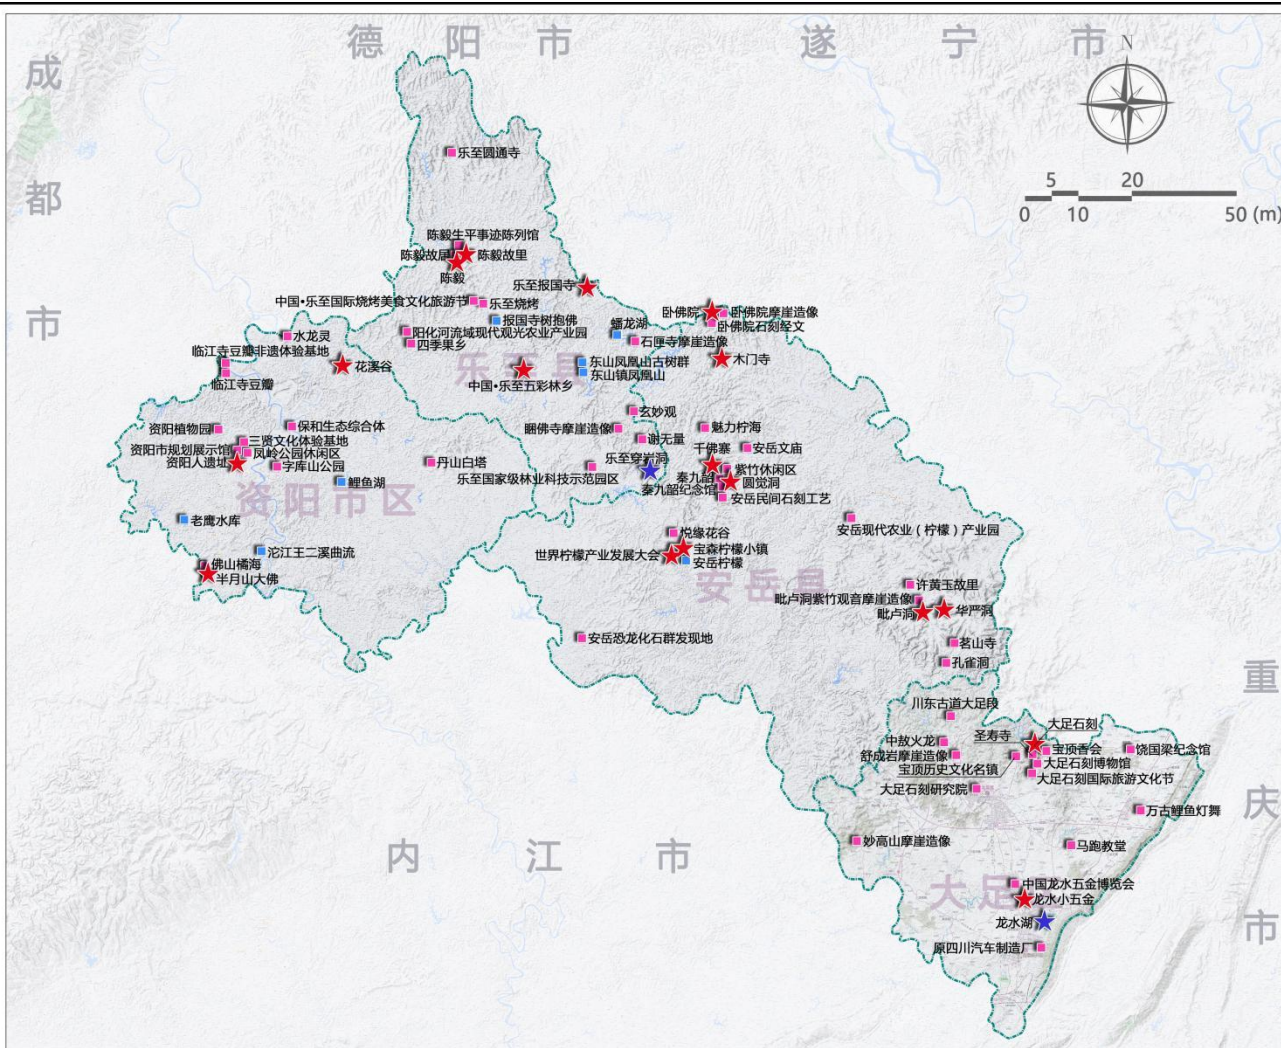 德阳市
遂宁市
成都市
N
5 20
0 10 50 (m)
乐至圆通寺
陈毅生平事迹陈列馆
陈毅故居
陈毅故里
陈毅
乐至报国寺
中国•乐至国际烧烤美食文化旅游节
乐至烧烤
卧佛院
卧佛院摩崖造像
卧佛院石刻经文
报国寺树抱佛
蟠龙湖
水龙灵
阳化河流域现代观光农业产业园
四季果乡
石匣寺摩崖造像
临江寺豆瓣非遗体验基地
花溪谷
乐至县
东山凤凰山古树群
木门寺
临江寺豆瓣
中国•乐至五彩林乡
东山镇凤凰山
玄妙观
资阳植物园
保和生态综合体
睏佛寺摩崖造像
魅力柠海
三贤文化体验基地
谢无量
安岳文庙
资阳市规划展示馆
凤岭公园休闲区
千佛寨
资阳人遗址
字库山公园
丹山白塔
乐至穿岩洞
紫竹休闲区
乐至国家级林业科技示范园区
秦九韶
圆觉洞
鲤鱼湖
秦九韶纪念馆
资阳市区
安岳民间石刻工艺
老鹰水库
安岳现代农业（柠檬）产业园
悦缘花谷
沱江王二溪曲流
世界柠檬产业发展大会
宝森柠檬小镇
佛山橘海
安岳柠檬
半月山大佛
安岳县
许黄玉故里
毗卢洞紫竹观音摩崖造像
毗卢洞
华严洞
安岳恐龙化石群发现地
茗山寺
孔雀洞
川东古道大足段
大足石刻
圣寿寺
中敖火龙
宝顶香会
饶国梁纪念馆
舒成岩摩崖造像
大足石刻博物馆
宝顶历史文化名镇
大足石刻国际旅游文化节
大足石刻研究院
万古鲤鱼灯舞
妙高山摩崖造像
马跑教堂
内江市
中国龙水五金博览会
大足
龙水小五金
龙水湖
原四川汽车制造厂
重庆市